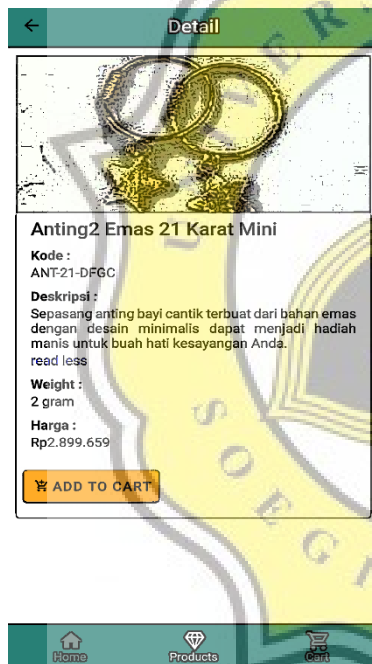 Detail
Anting2 Emas 21 Karat Mini
Kode :
ANT-21-DFGC
Deskripsi :
Sepasang anting bayi cantik terbuat dari bahan emas
dengan desain minimalis dapat menjadi hadiah
manis untuk buah hati kesayangan Anda.
read less
Weight :
2 gram
Harga :
Rp2.899.659
ADD TO CART
Home
Products
Cart
UNIVER
SOEGI